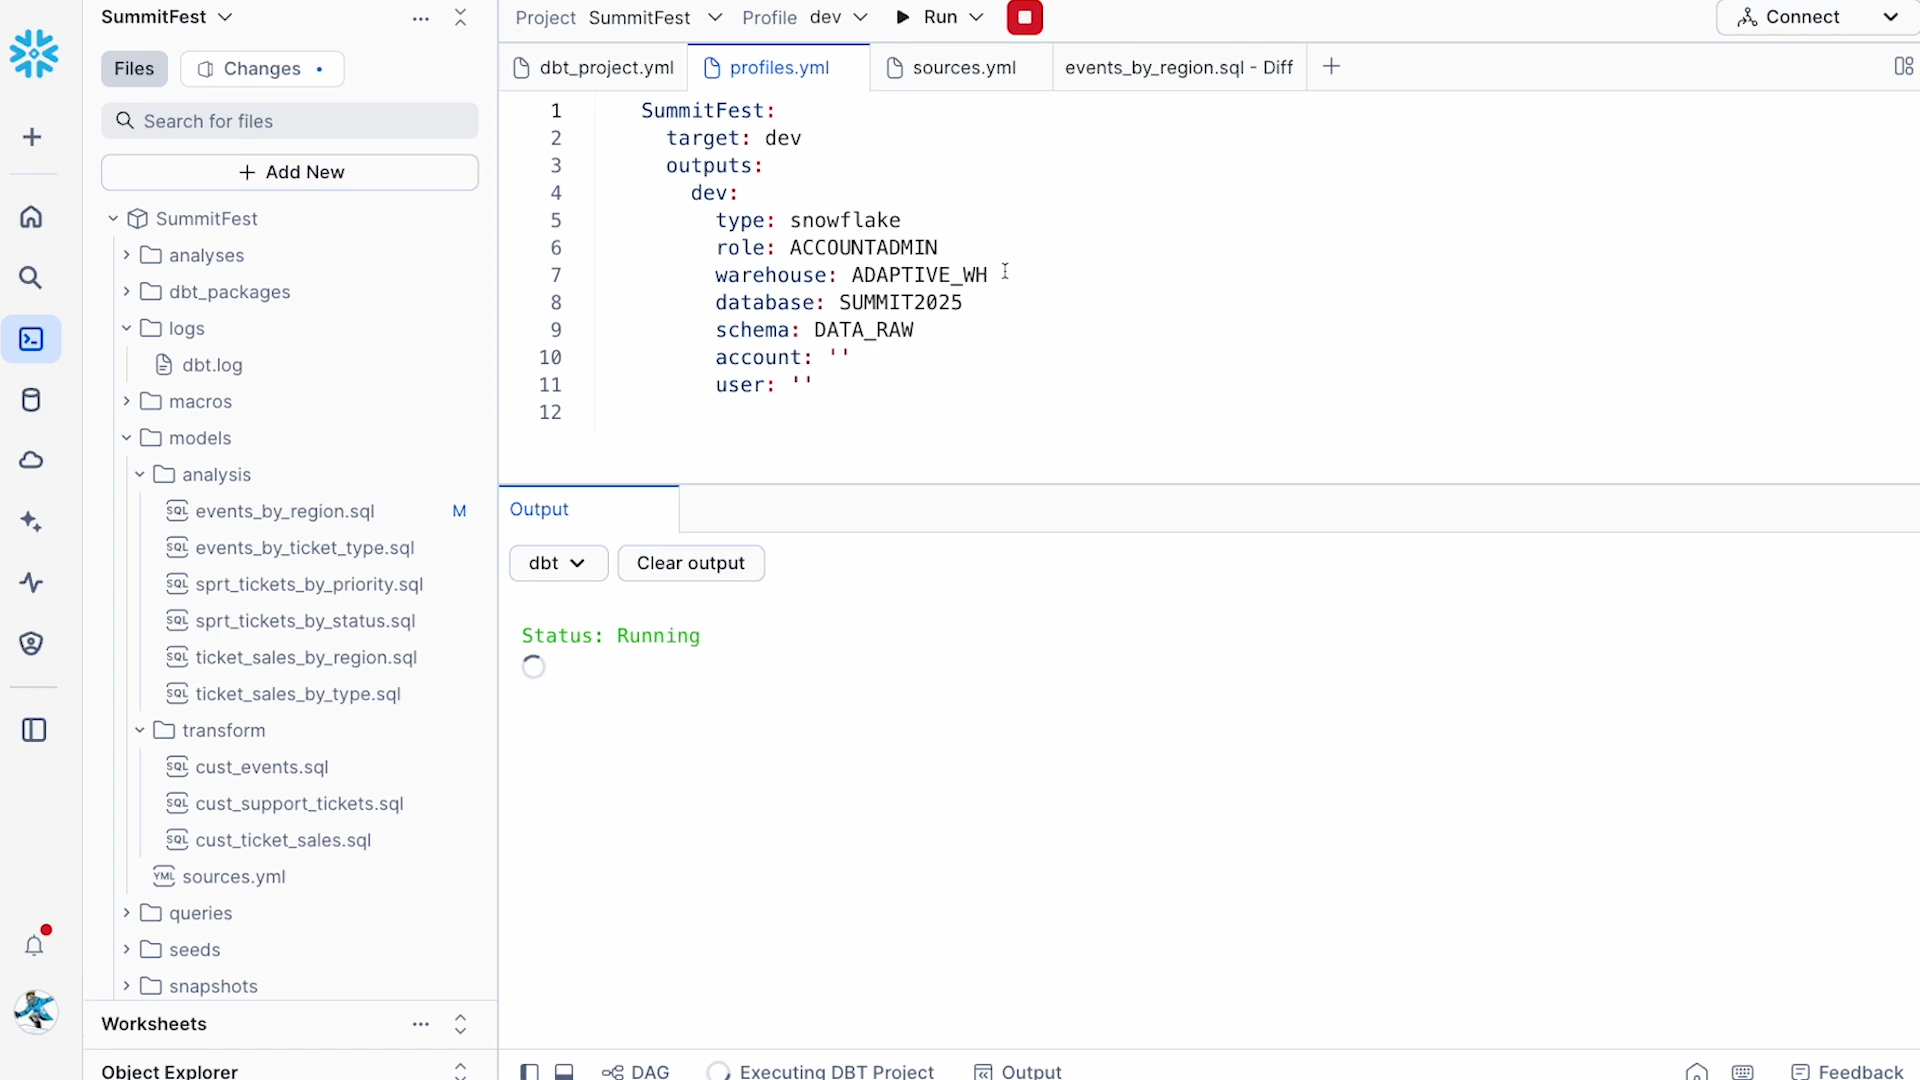 SummitFest
Files
Changes
Search for files
+ Add New
SummitFest
analyses
dbt_packages
logs
dbt.log
macros
models
analysis
events_by_region.sql M
events_by_ticket_type.sql
sprt_tickets_by_priority.sql
sprt_tickets_by_status.sql
ticket_sales_by_region.sql
ticket_sales_by_type.sql
transform
cust_events.sql
cust_support_tickets.sql
cust_ticket_sales.sql
sources.yml
queries
seeds
snapshots
Worksheets
Object Explorer
Project SummitFest Profile dev Run Connect
dbt_project.yml profiles.yml sources.yml events_by_region.sql - Diff
1 SummitFest:
2 target: dev
3 outputs:
4 dev:
5 type: snowflake
6 role: ACCOUNTADMIN
7 warehouse: ADAPTIVE_WH
8 database: SUMMIT2025
9 schema: DATA_RAW
10 account: ''
11 user: ''
12
Output
dbt Clear output
Status: Running
DAG Executing DBT Project Output Feedback